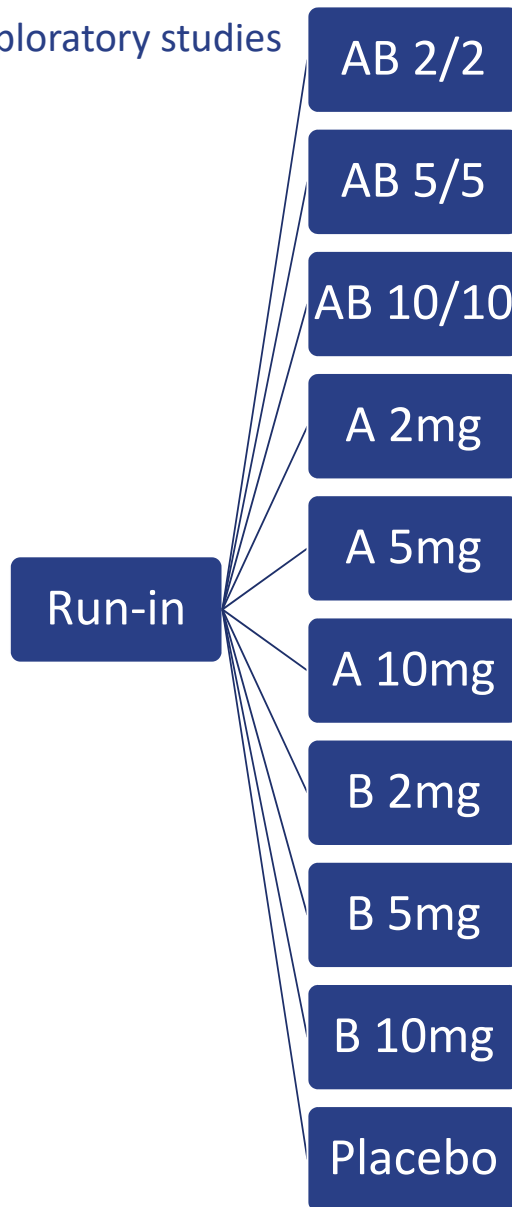 ploratory studies
AB 2/2
AB 5/5
AB 10/10
A 2mg
A 5mg
Run-in
A 10mg
B 2mg
B 5mg
B 10mg
Placebo